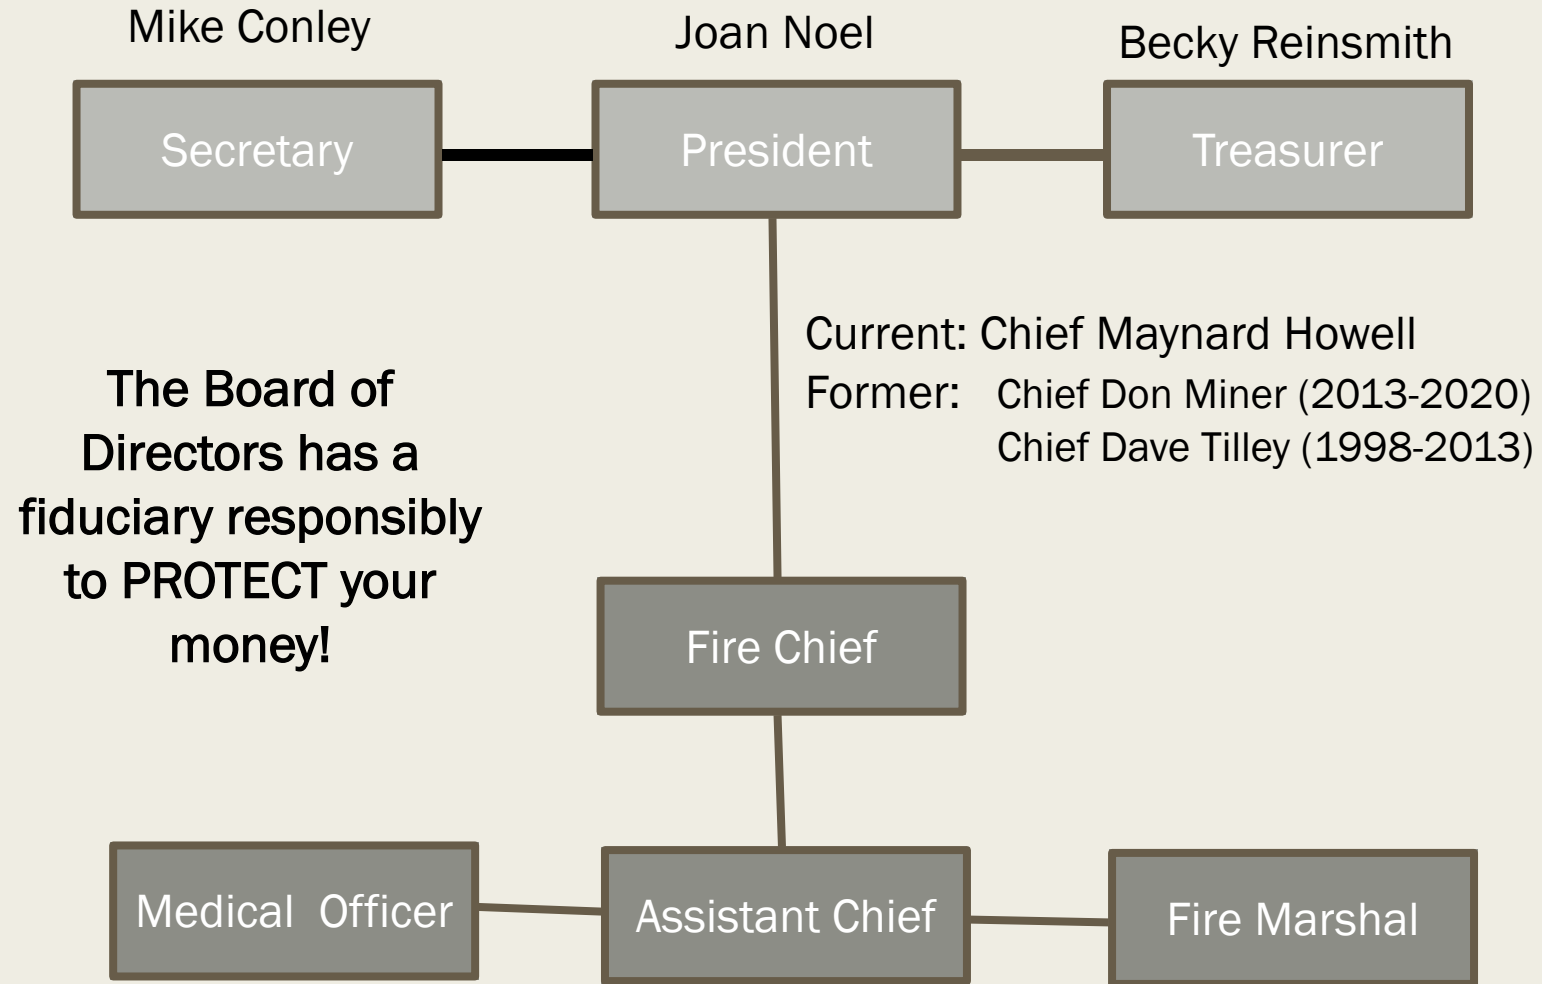 Mike Conley
Joan Noel
Becky Reinsmith
Secretary
President
Treasurer
Current: Chief Maynard Howell
Former: Chief Don Miner (2013-2020)
Chief Dave Tilley (1998-2013)
The Board of
Directors has a
fiduciary responsibly
to PROTECT your
money!
Fire Chief
Medical Officer
Assistant Chief
Fire Marshal